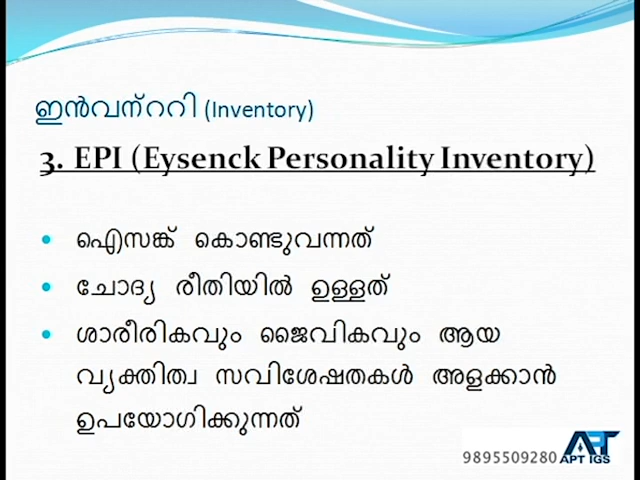 ഇൻവന്ററി (Inventory)
3. EPI (Eysenck Personality Inventory)
ഐസങ്ക് കൊണ്ടുവന്നത്
ചോദ്യ രീതിയിൽ ഉള്ളത്
ശാരീരികവും ജൈവികവും ആയ
വ്യക്തിത്വ സവിശേഷതകൾ അളക്കാൻ
ഉപയോഗിക്കുന്നത്
9895509280 APT IGS